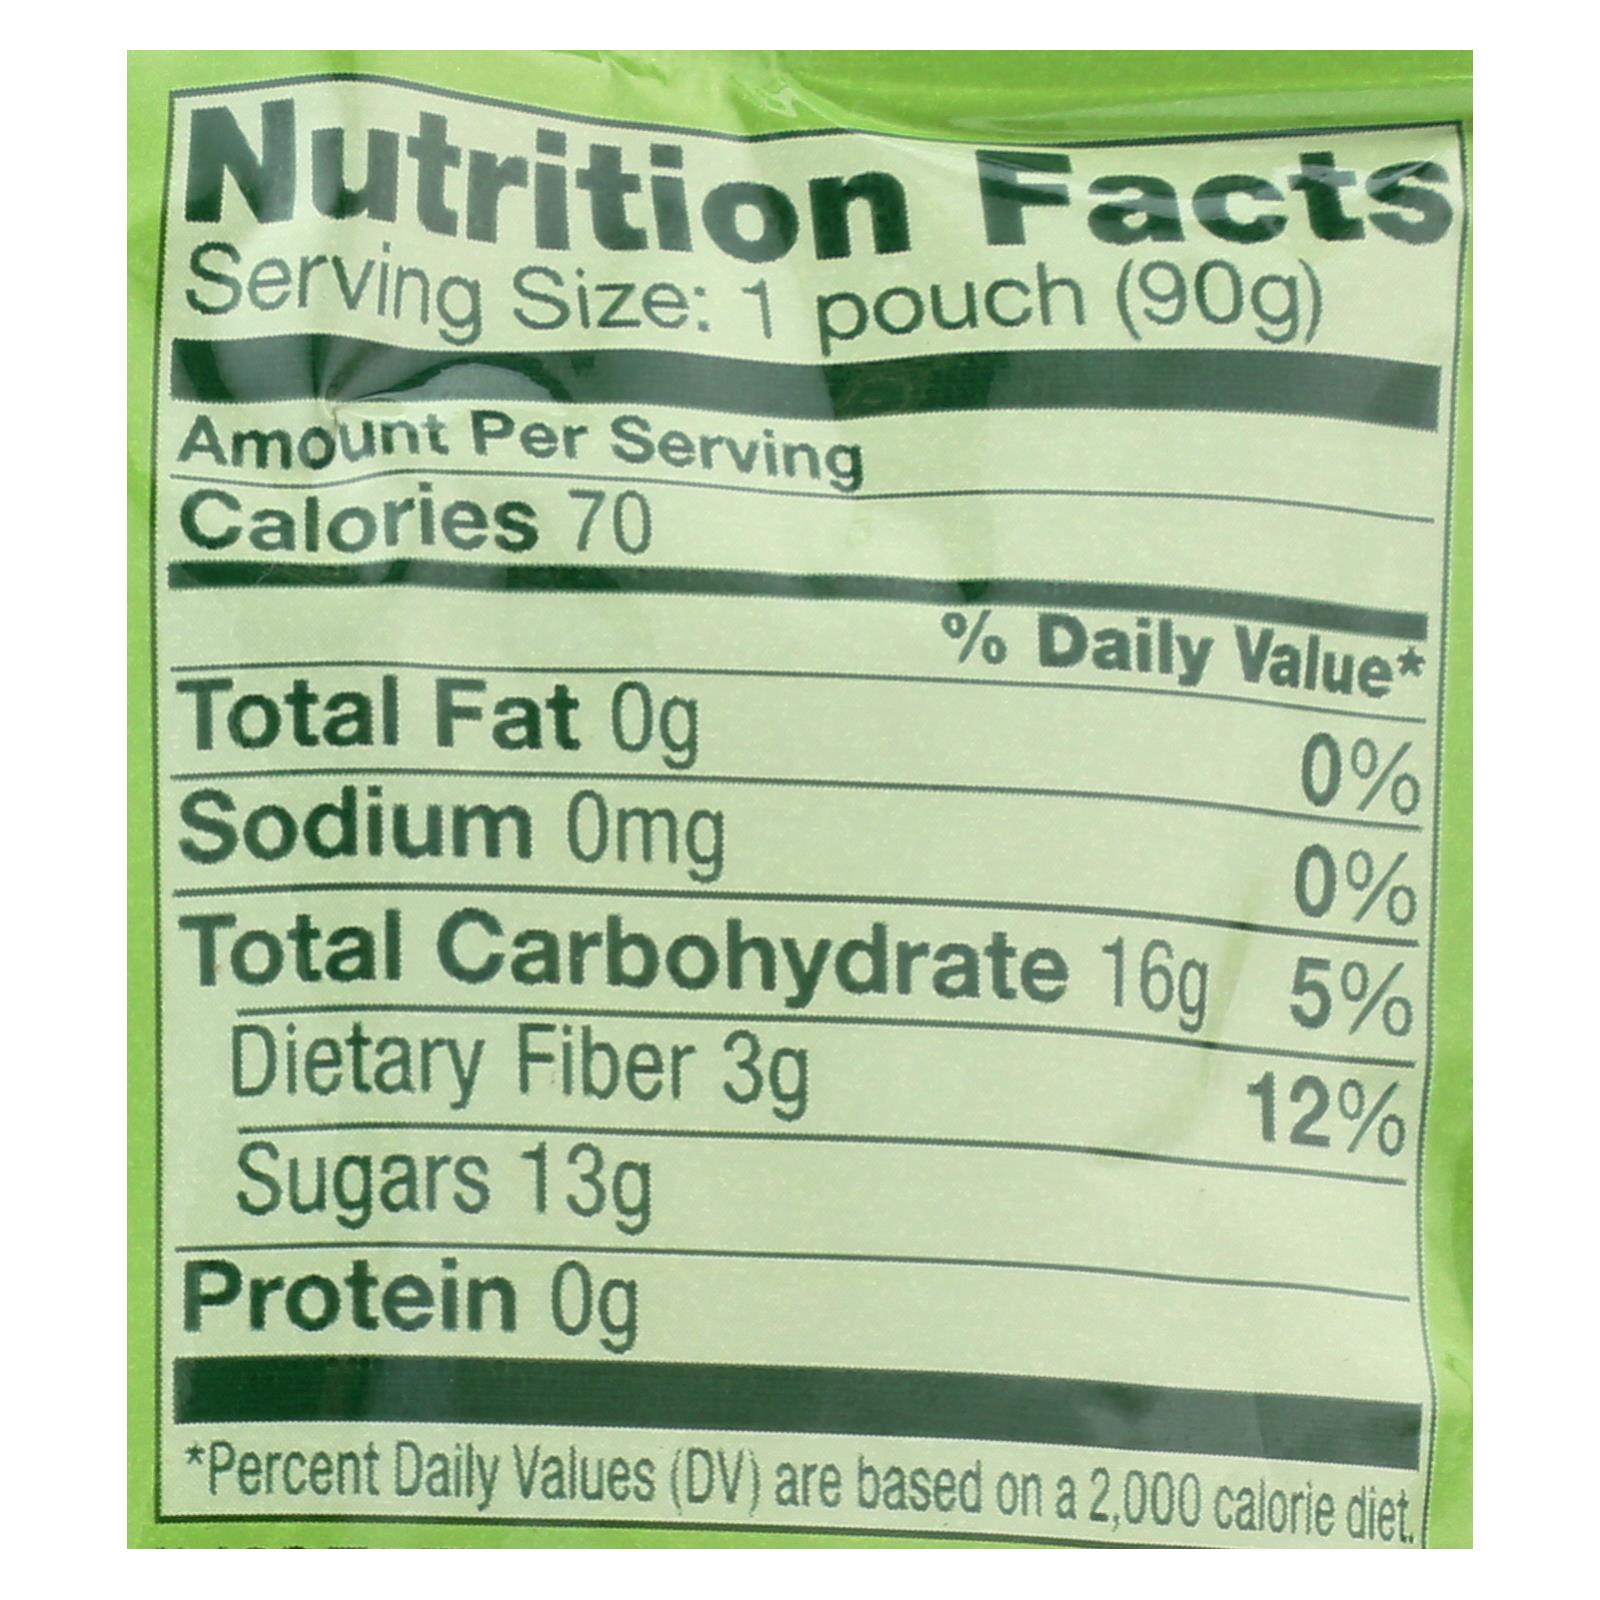 Nutrition Facts
Serving Size: 1 pouch (90g)
Amount Per Serving
Calories 70
% Daily Value*
Total Fat 0g 0%
Sodium 0mg 0%
Total Carbohydrate 16g 5%
Dietary Fiber 3g 12%
Sugars 13g
Protein 0g
*Percent Daily Values (DV) are based on a 2,000 calorie diet.